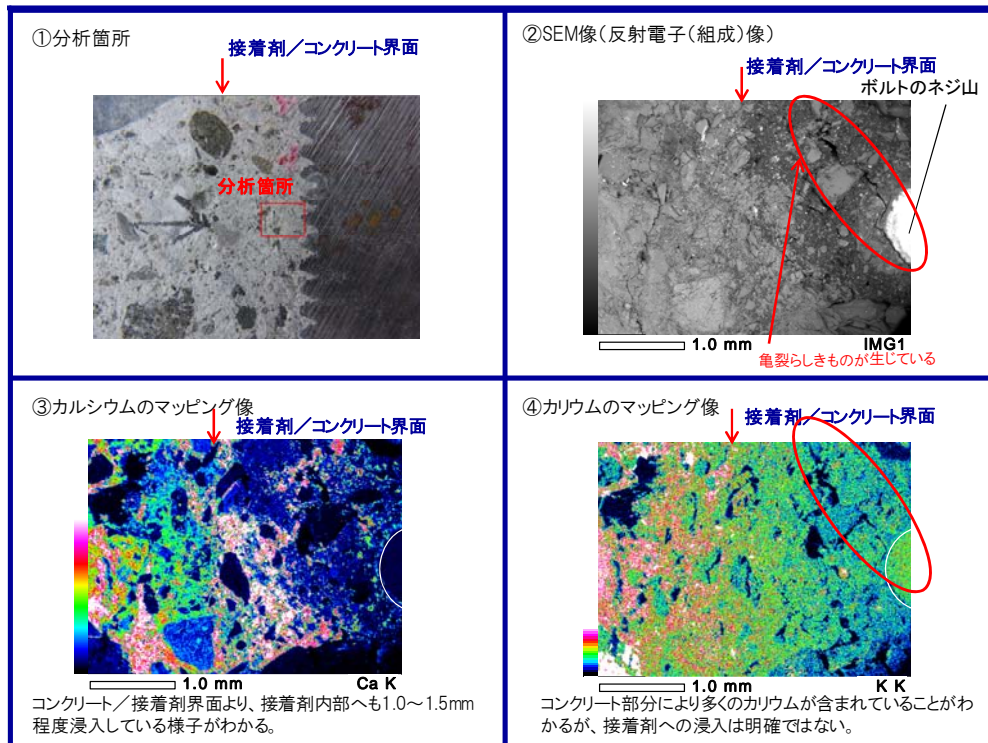 ①分析箇所
接着剤／コンクリート界面
分析箇所
②SEM像(反射電子(組成)像)
接着剤／コンクリート界面
ボルトのネジ山
1.0 mm
IMG1
亀裂らしきものが生じている
③カルシウムのマッピング像
接着剤／コンクリート界面
1.0 mm
Ca K
コンクリート／接着剤界面より、接着剤内部へも1.0～1.5mm
程度浸入している様子がわかる。
④カリウムのマッピング像
接着剤／コンクリート界面
1.0 mm
K K
コンクリート部分により多くのカリウムが含まれていることがわ
かるが、接着剤への浸入は明確ではない。